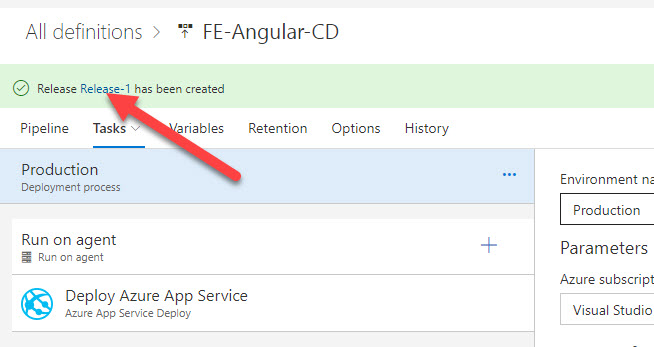 All definitions > FE-Angular-CD
Release Release-1 has been created
Pipeline Tasks Variables Retention Options History
Production
Deployment process
...
Environment na
Production
Run on agent
Run on agent
Parameters
Deploy Azure App Service
Azure App Service Deploy
Azure subscript
Visual Studio